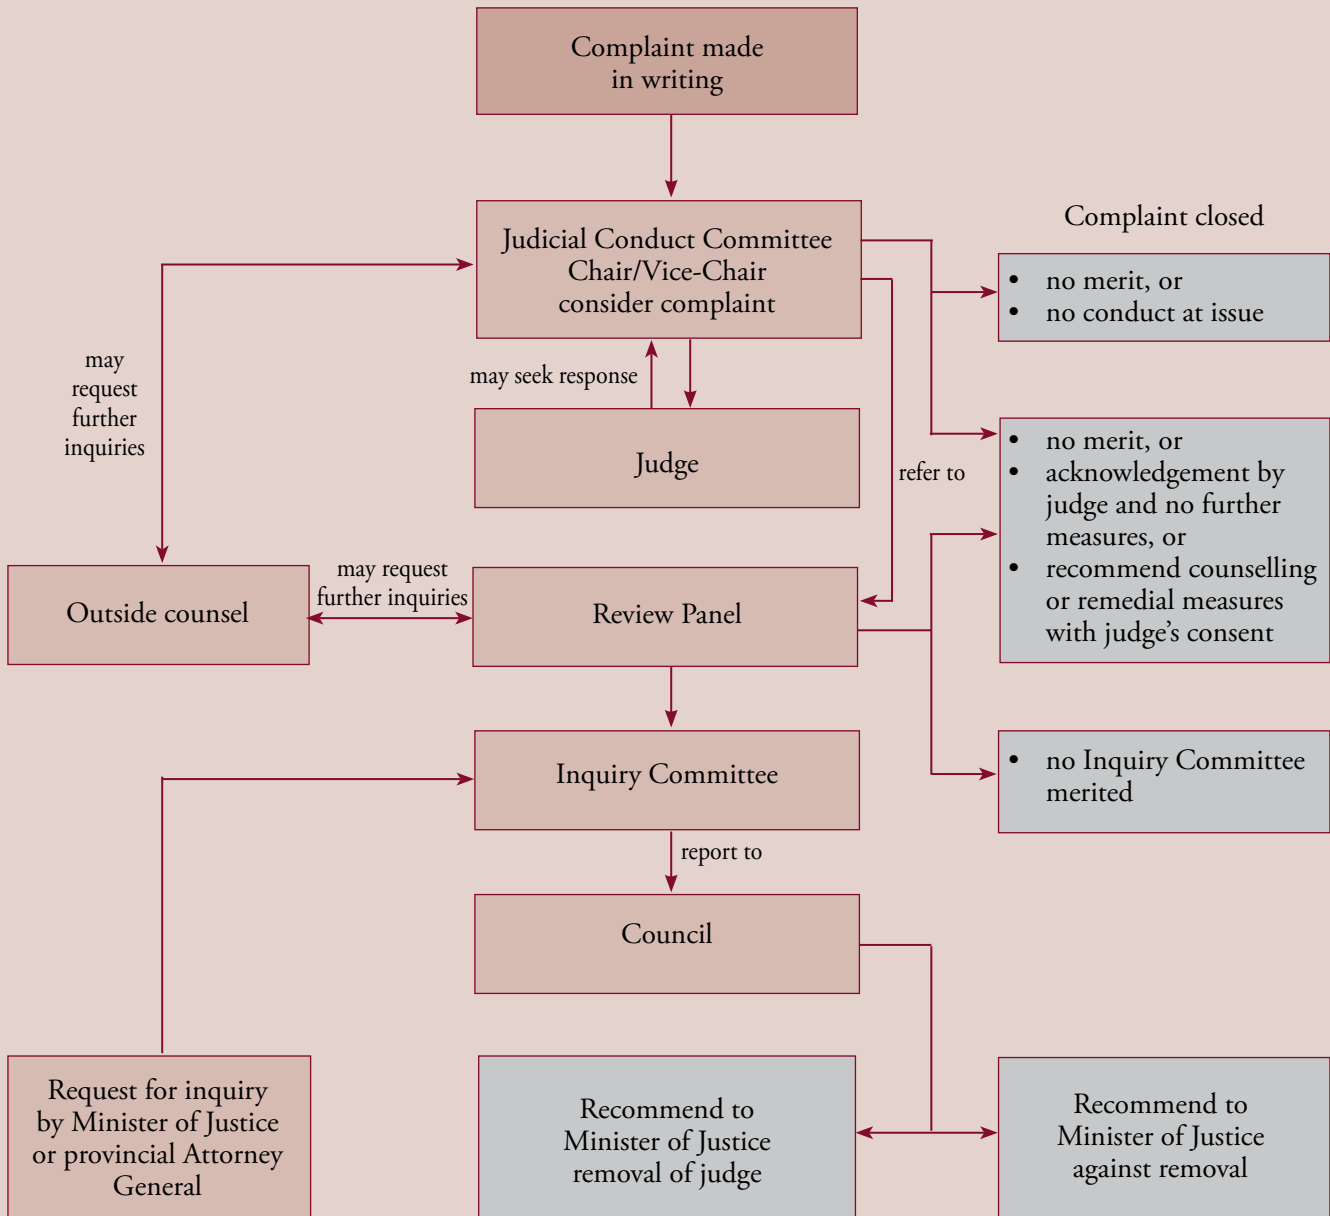 Complaint made
in writing
Judicial Conduct Committee
Chair/Vice-Chair
consider complaint
Complaint closed
• no merit, or
• no conduct at issue
may
request
further
inquiries
may seek response
Judge
refer to
• no merit, or
• acknowledgement by
judge and no further
measures, or
• recommend counselling
or remedial measures
with judge’s consent
Outside counsel
may request
further inquiries
Review Panel
Inquiry Committee
• no Inquiry Committee
merited
report to
Council
Request for inquiry
by Minister of Justice
or provincial Attorney
General
Recommend to
Minister of Justice
removal of judge
Recommend to
Minister of Justice
against removal